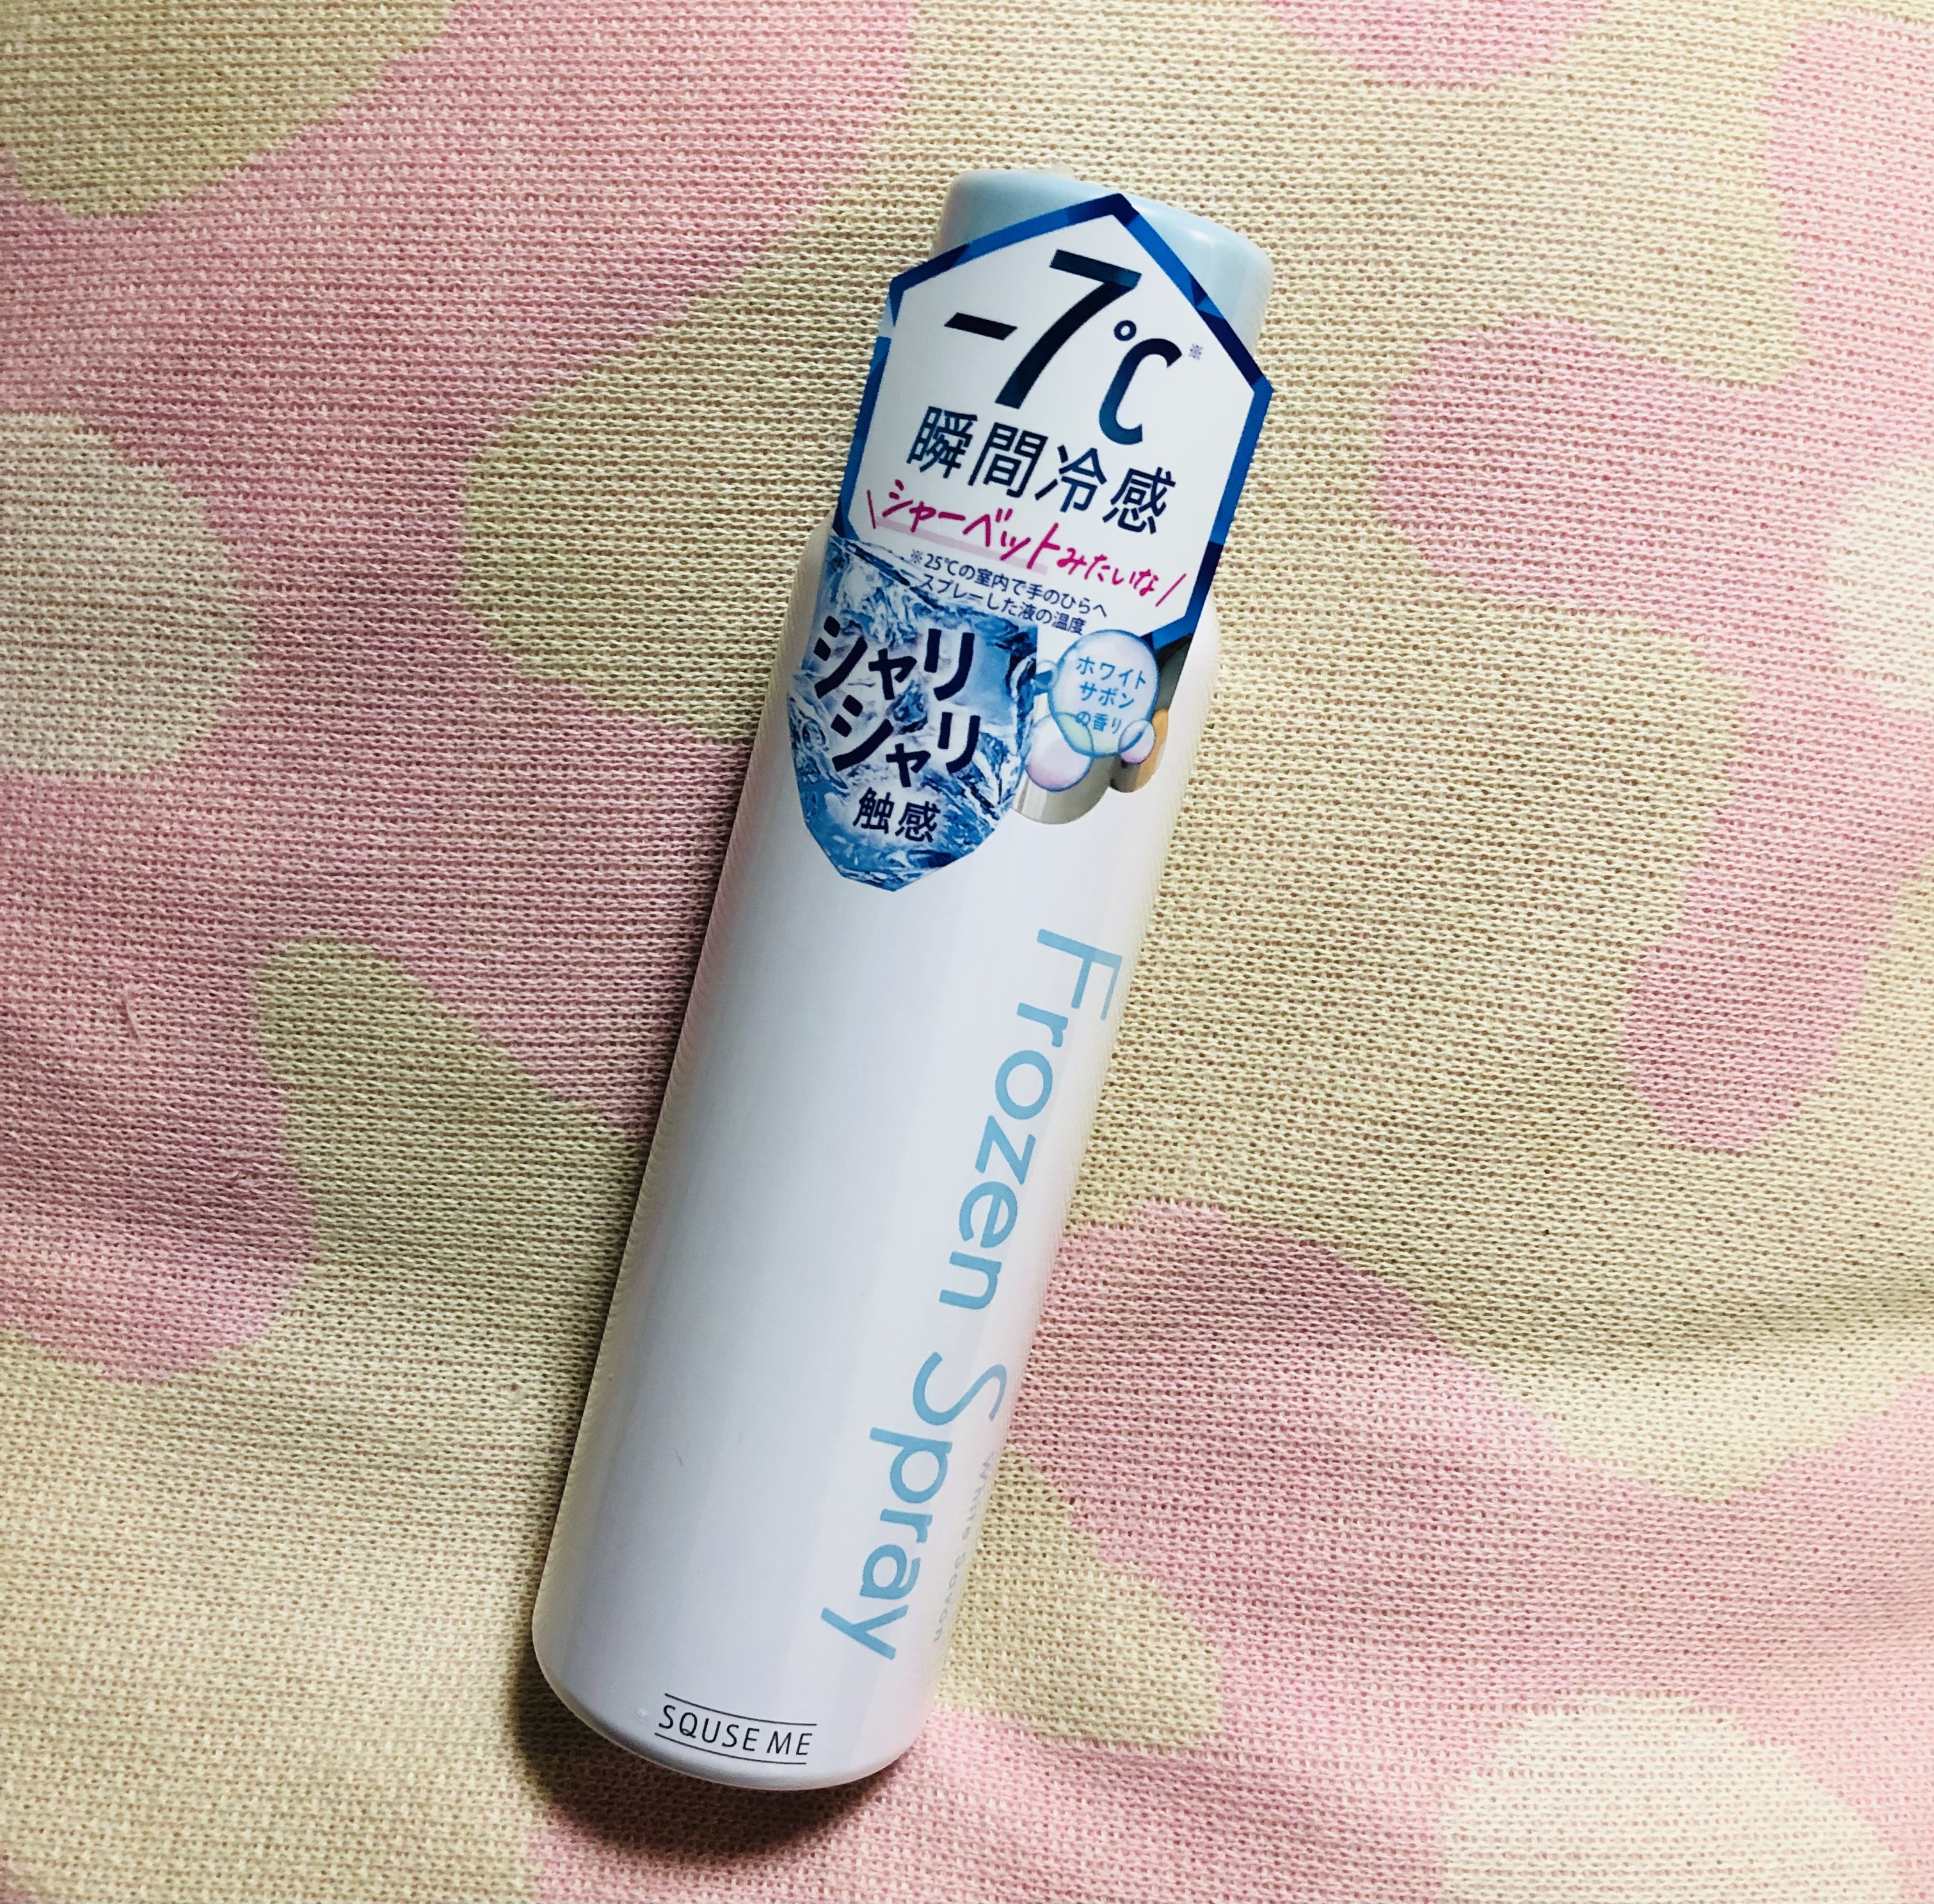 -7℃※
瞬間冷感
\シャーベットみたいな/
※25℃の室内で手のひらへ
スプレーした液の温度
シャリ
シャリ
触感
ホワイト
サボン
の香り
Frozen Spray
White Savon
SQUSE ME